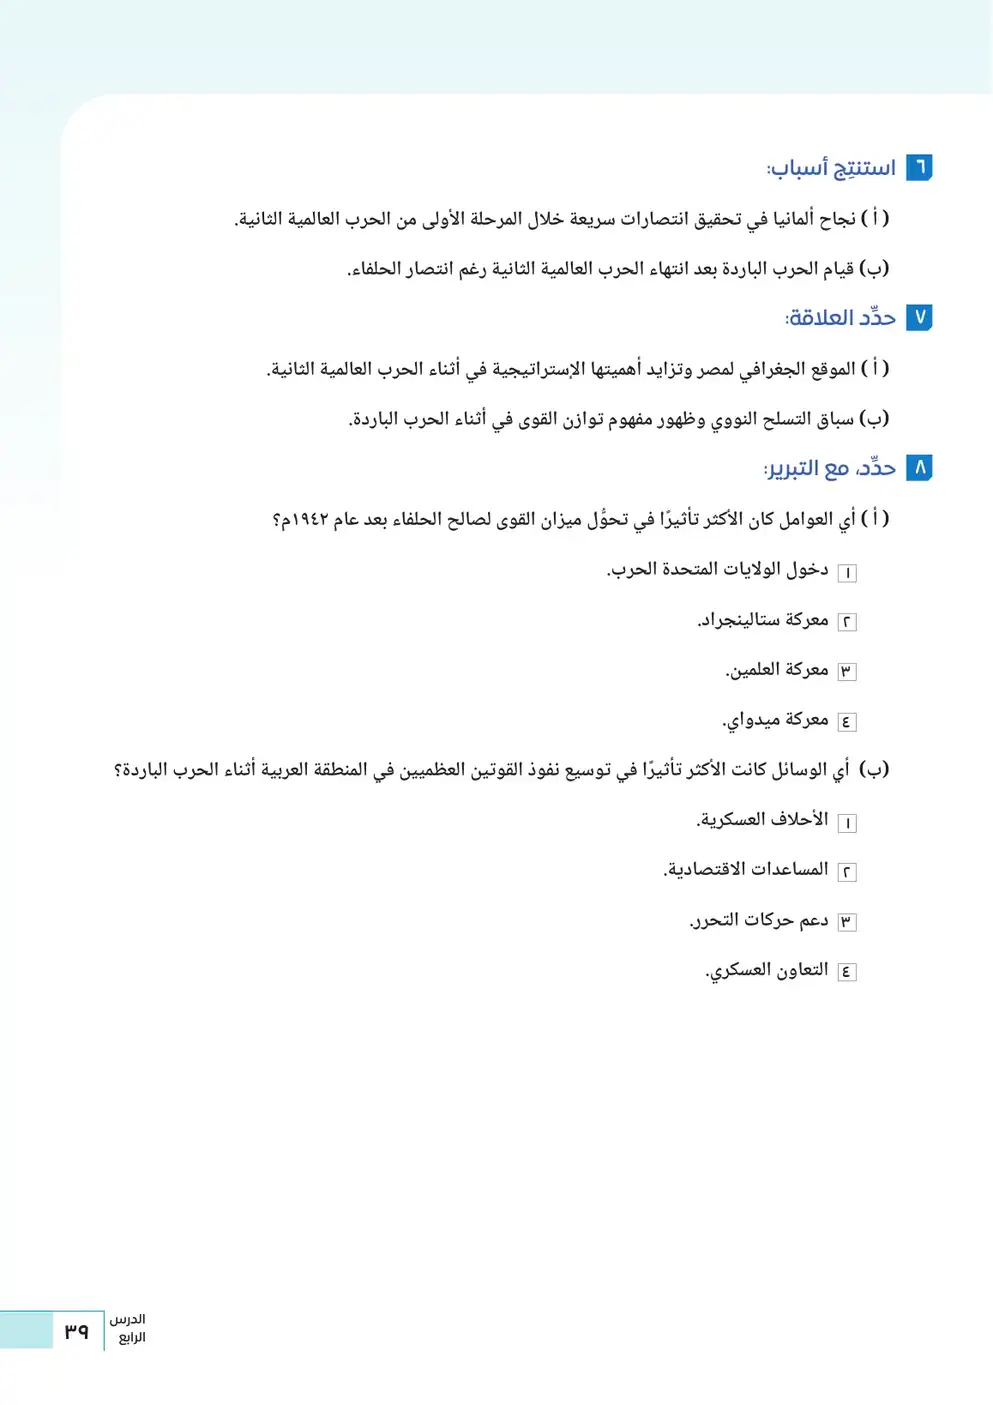 ٦ استنتِج أسباب:
( أ ) نجاح ألمانيا في تحقيق انتصارات سريعة خلال المرحلة الأولى من الحرب العالمية الثانية.
(ب) قيام الحرب الباردة بعد انتهاء الحرب العالمية الثانية رغم انتصار الحلفاء.
٧ حدِّد العلاقة:
( أ ) الموقع الجغرافي لمصر وتزايد أهميتها الإستراتيجية في أثناء الحرب العالمية الثانية.
(ب) سباق التسلح النووي وظهور مفهوم توازن القوى في أثناء الحرب الباردة.
٨ حدِّد، مع التبرير:
( أ ) أي العوامل كان الأكثر تأثيرًا في تحوُّل ميزان القوى لصالح الحلفاء بعد عام ١٩٤٢م؟
١ دخول الولايات المتحدة الحرب.
٢ معركة ستالينجراد.
٣ معركة العلمين.
٤ معركة ميدواي.
(ب) أي الوسائل كانت الأكثر تأثيرًا في توسيع نفوذ القوتين العظميين في المنطقة العربية أثناء الحرب الباردة؟
١ الأحلاف العسكرية.
٢ المساعدات الاقتصادية.
٣ دعم حركات التحرر.
٤ التعاون العسكري.
الدرس
الرابع
٣٩